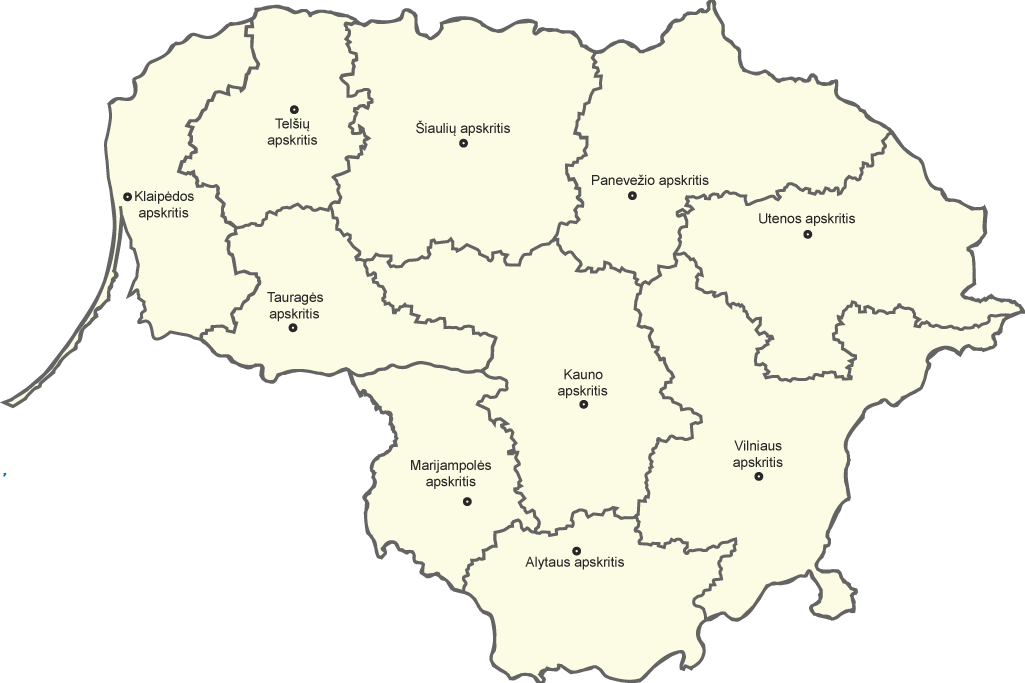 Telšių
apskritis
Šiaulių apskritis
Panevežio apskritis
Klaipėdos
apskritis
Utenos apskritis
Tauragės
apskritis
Kauno
apskritis
Vilniaus
apskritis
Marijampolės
apskritis
Alytaus apskritis